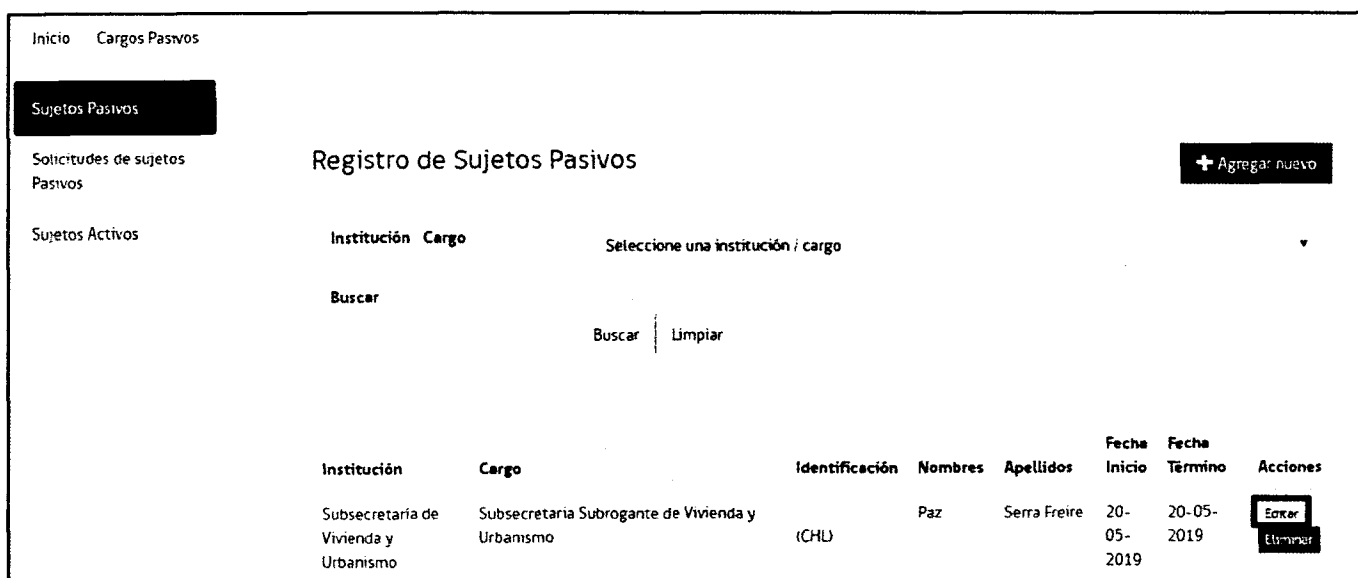 Inicio Cargos Pasivos
Sujetos Pasivos
Solicitudes de sujetos
Pasivos
Sujetos Activos
Registro de Sujetos Pasivos
+ Agregar nuevo
Institución Cargo
Seleccione una institución / cargo
Buscar
Buscar Limpiar
Fecha Fecha
Institución Cargo Identificación Nombres Apellidos Inicio Término Acciones
Subsecretaría de Subsecretaria Subrogante de Vivienda y Paz Serra Freire 20- 20-05- Editar
Vivienda y Urbanismo (CHL) 05- 2019 Eliminar
Urbanismo 2019